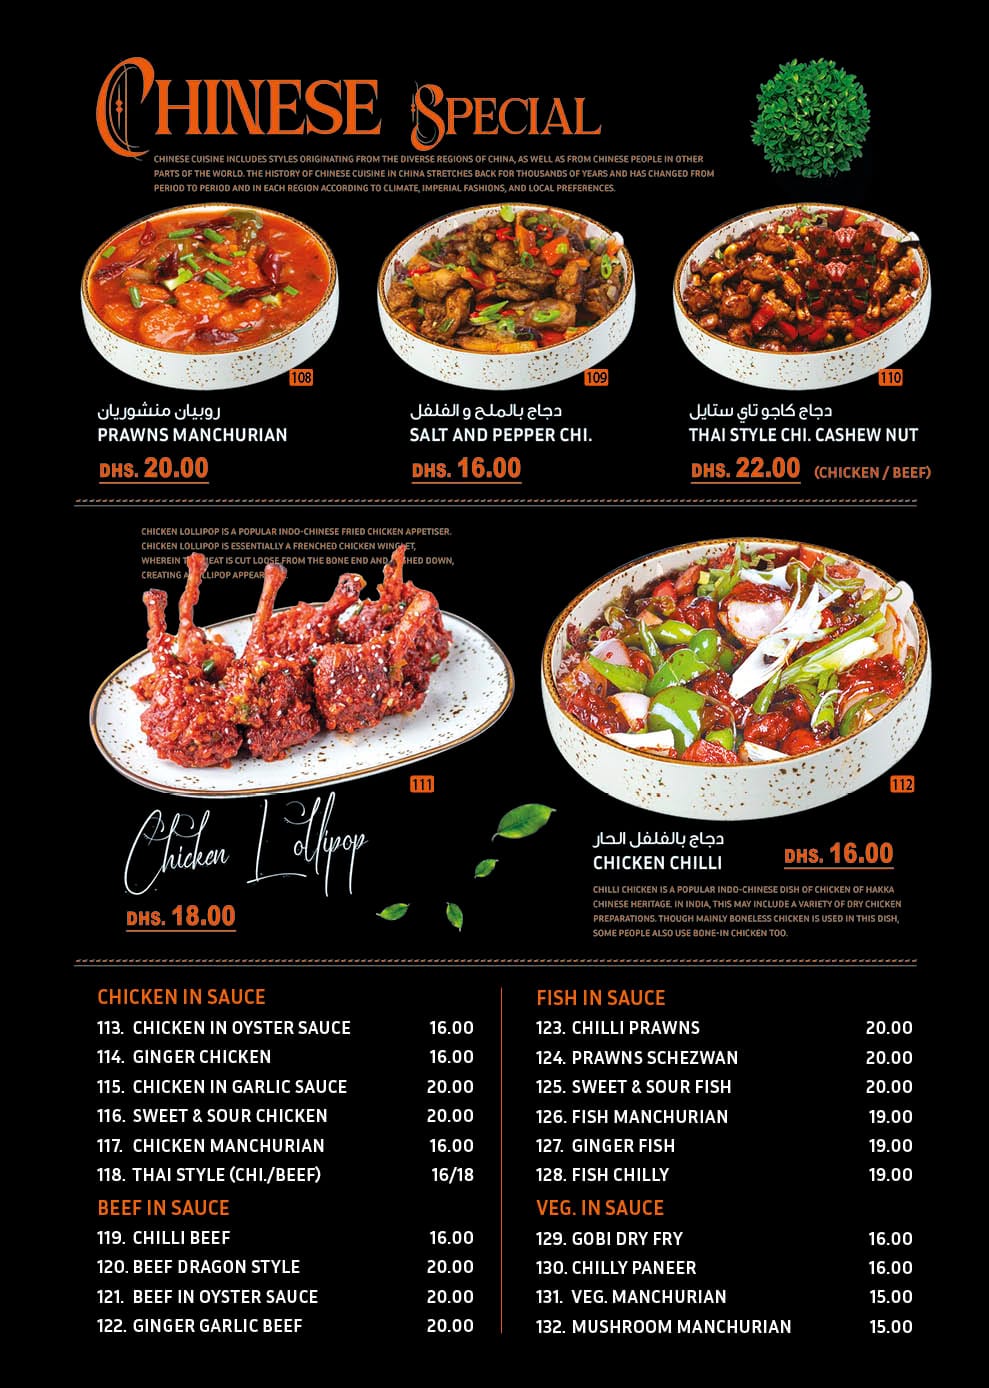 CHINESE SPECIAL
CHINESE CUISINE INCLUDES STYLES ORIGINATING FROM THE DIVERSE REGIONS OF CHINA, AS WELL AS FROM CHINESE PEOPLE IN OTHER
PARTS OF THE WORLD. THE HISTORY OF CHINESE CUISINE IN CHINA STRETCHES BACK FOR THOUSANDS OF YEARS AND HAS CHANGED FROM
PERIOD TO PERIOD AND IN EACH REGION ACCORDING TO CLIMATE, IMPERIAL FASHIONS, AND LOCAL PREFERENCES.
108
روبيان منشوريان
PRAWNS MANCHURIAN
DHS. 20.00
109
دجاج بالملح و الفلفل
SALT AND PEPPER CHI.
DHS. 16.00
110
دجاج كاجو تاي ستايل
THAI STYLE CHI. CASHEW NUT
DHS. 22.00 (CHICKEN / BEEF)
CHICKEN LOLLIPOP IS A POPULAR INDO-CHINESE FRIED CHICKEN APPETISER.
CHICKEN LOLLIPOP IS ESSENTIALLY A FRENCHED CHICKEN WINGLET,
WHEREIN T EAT IS CUT LOOSE FROM THE BONE END AND HED DOWN,
CREATING A LLIPOP APPEAR
111
Chicken Lollipop
DHS. 18.00
112
دجاج بالفلفل الحار
CHICKEN CHILLI
DHS. 16.00
CHILLI CHICKEN IS A POPULAR INDO-CHINESE DISH OF CHICKEN OF HAKKA
CHINESE HERITAGE. IN INDIA, THIS MAY INCLUDE A VARIETY OF DRY CHICKEN
PREPARATIONS. THOUGH MAINLY BONELESS CHICKEN IS USED IN THIS DISH,
SOME PEOPLE ALSO USE BONE-IN CHICKEN TOO.
CHICKEN IN SAUCE
113. CHICKEN IN OYSTER SAUCE 16.00
114. GINGER CHICKEN 16.00
115. CHICKEN IN GARLIC SAUCE 20.00
116. SWEET & SOUR CHICKEN 20.00
117. CHICKEN MANCHURIAN 16.00
118. THAI STYLE (CHI./BEEF) 16/18
BEEF IN SAUCE
119. CHILLI BEEF 16.00
120. BEEF DRAGON STYLE 20.00
121. BEEF IN OYSTER SAUCE 20.00
122. GINGER GARLIC BEEF 20.00
FISH IN SAUCE
123. CHILLI PRAWNS 20.00
124. PRAWNS SCHEZWAN 20.00
125. SWEET & SOUR FISH 20.00
126. FISH MANCHURIAN 19.00
127. GINGER FISH 19.00
128. FISH CHILLY 19.00
VEG. IN SAUCE
129. GOBI DRY FRY 16.00
130. CHILLY PANEER 16.00
131. VEG. MANCHURIAN 15.00
132. MUSHROOM MANCHURIAN 15.00